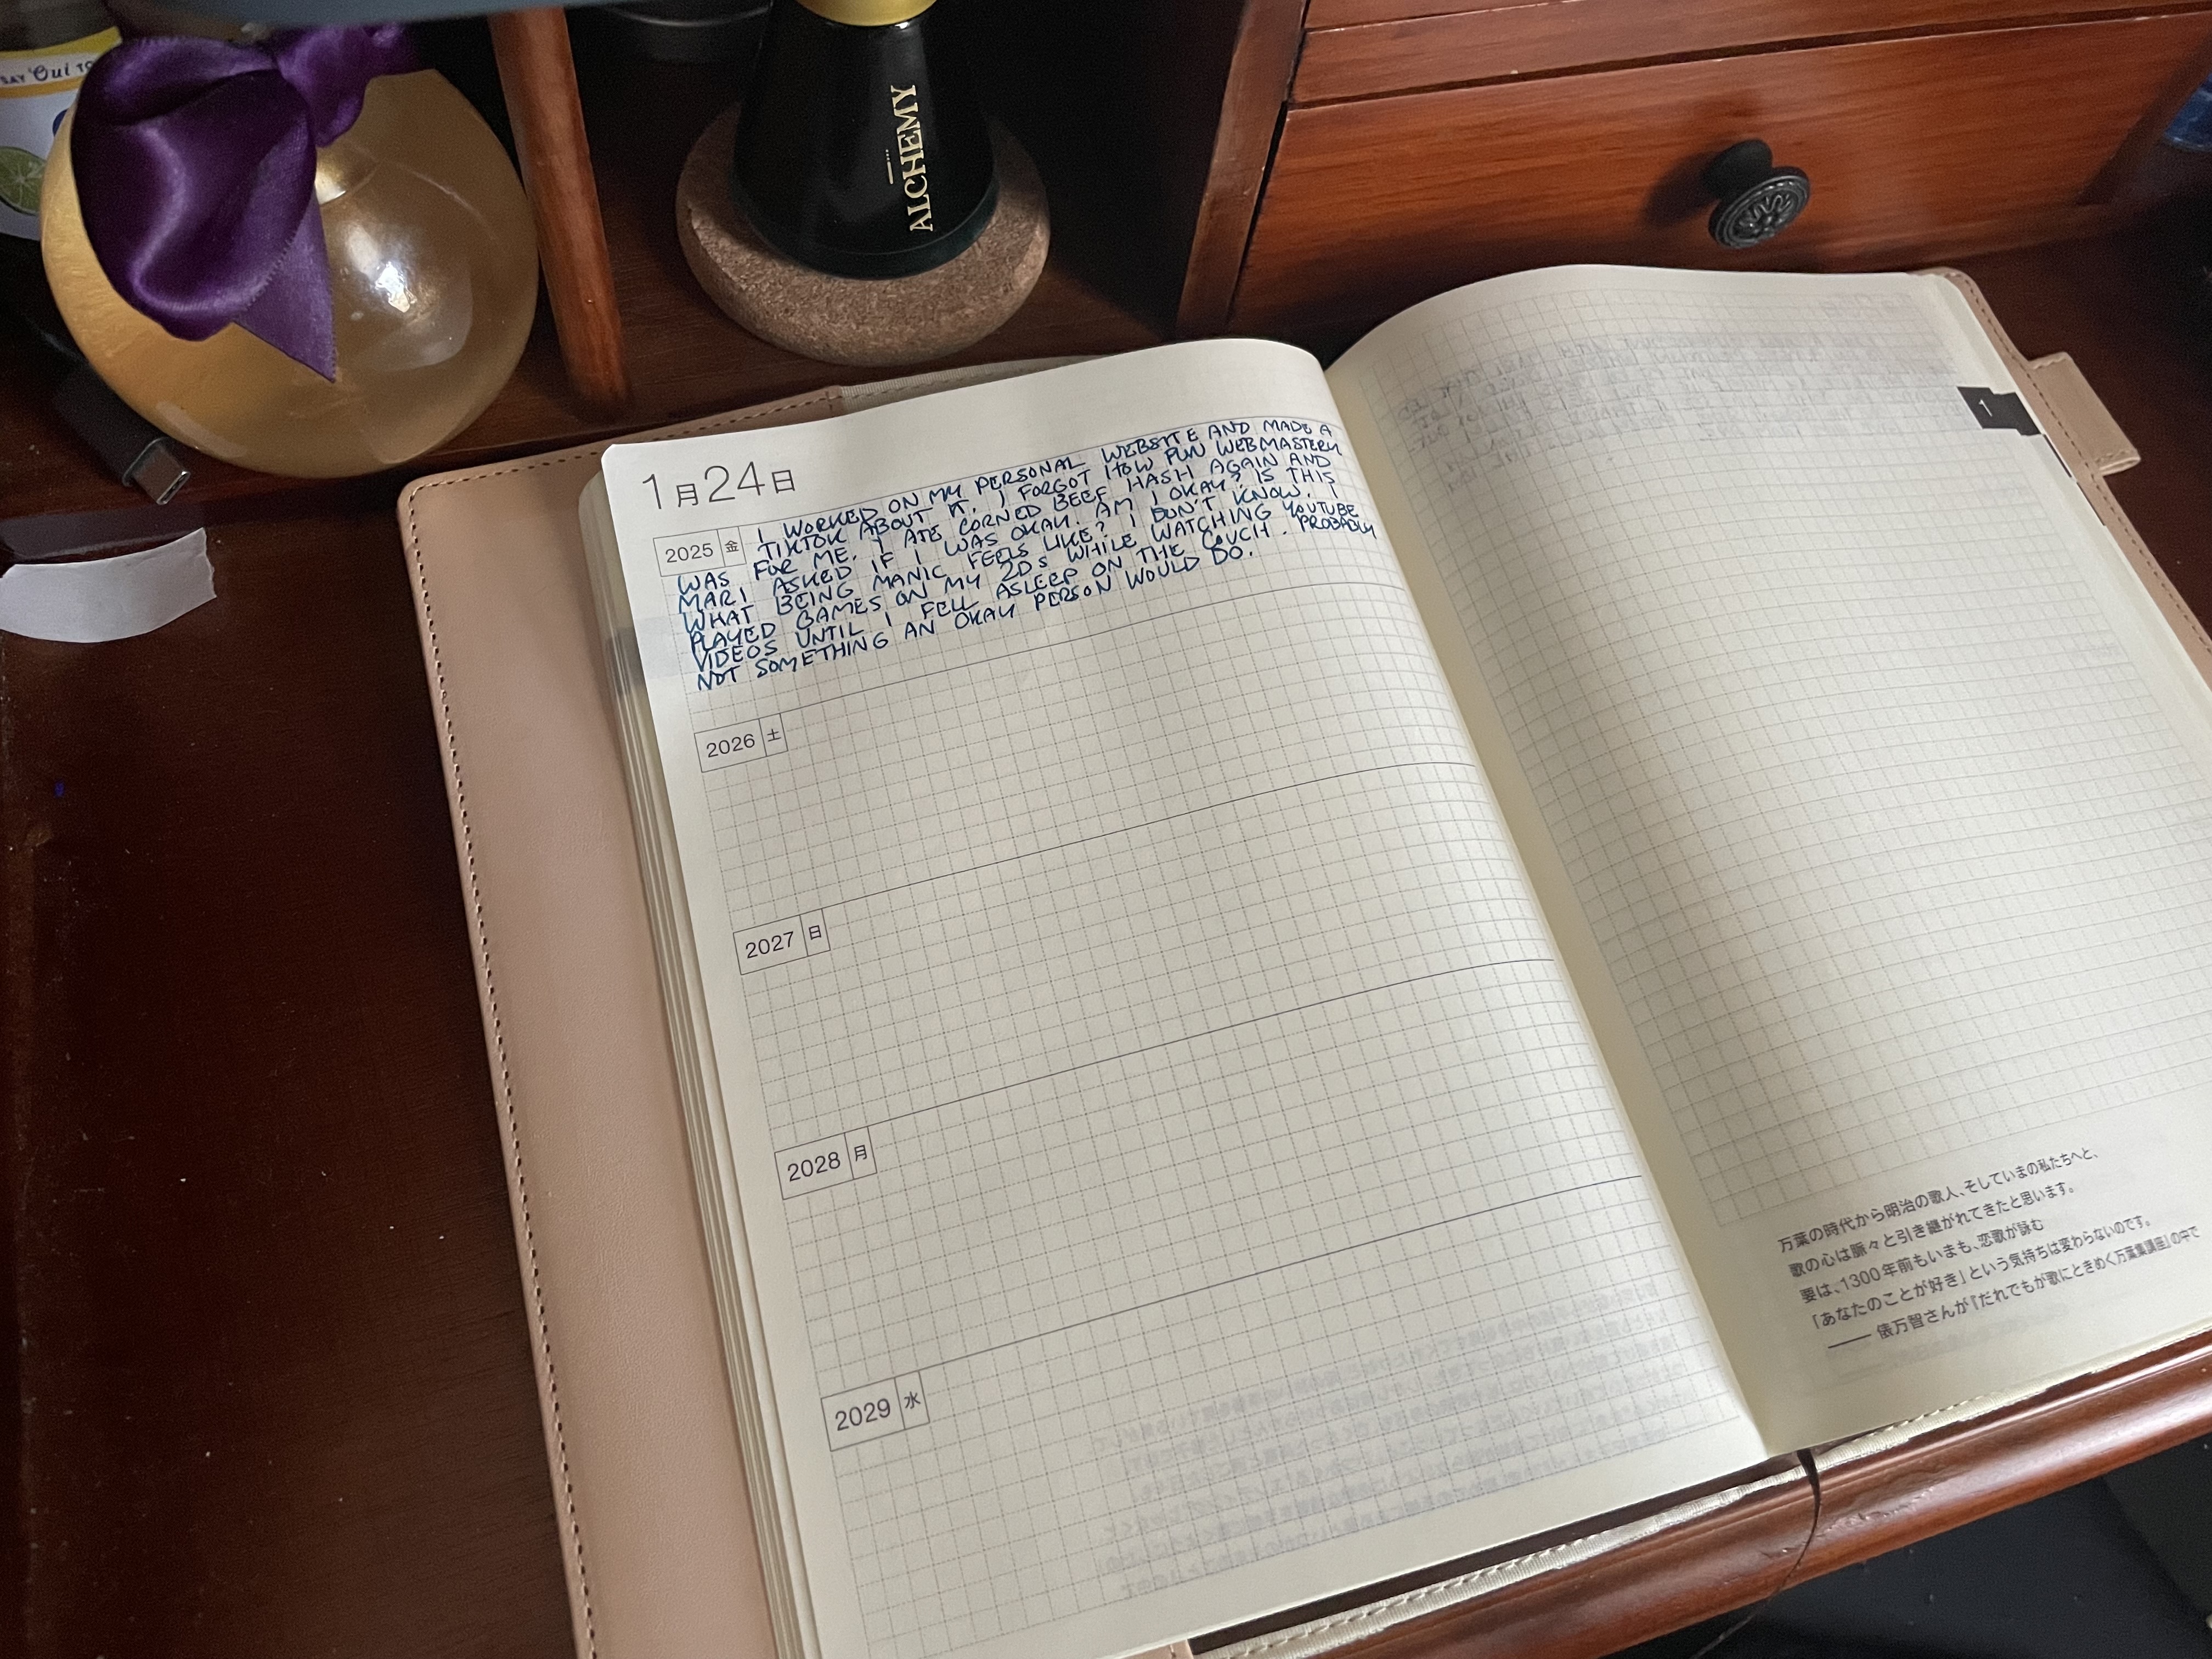 SAY Oui TO
ALCHEMY
1月24日
2025 金
I WORKED ON MY PERSONAL WEBSITE AND MADE A
TIKTOK ABOUT IT. I FORGOT HOW FUN WEBMASTERY
WAS FOR ME. I ATE CORNED BEEF HASH AGAIN AND
MARI ASKED IF I WAS OKAY. AM I OKAY? IS THIS
WHAT BEING MANIC FEELS LIKE? I DON'T KNOW. I
PLAYED GAMES ON MY 2DS WHILE WATCHING YOUTUBE
VIDEOS UNTIL I FELL ASLEEP ON THE COUCH. PROBABLY
NOT SOMETHING AN OKAY PERSON WOULD DO.
2026 土
2027 日
2028 月
2029 水
1
万葉の時代から明治の歌人、そしていまの私たちへと、
歌の心は脈々と引き継がれてきたと思います。
要は、1300年前もいまも、恋歌が詠む
「あなたのことが好き」という気持ちは変わらないのです。
―― 俵万智さんが『だれでもが歌にときめく万葉集講座』の中で